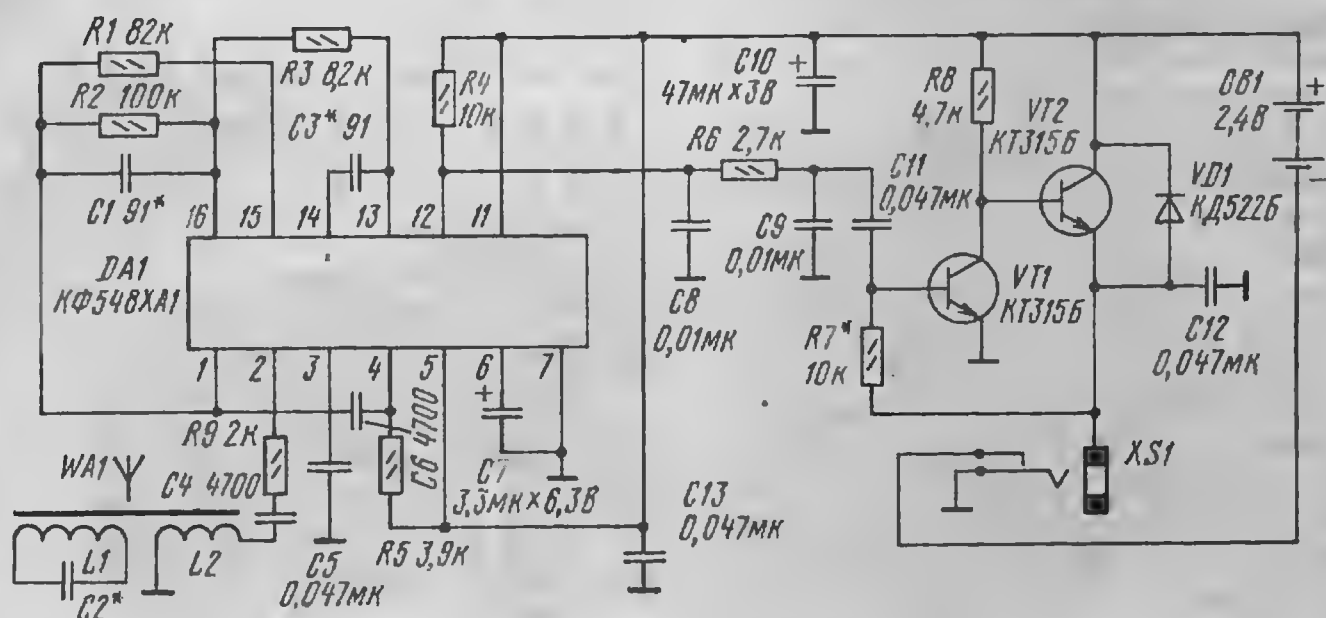 R1 82к
R2 100к
C1 91*
R3 8,2к
C3* 91
R4
10к
16
15
14
13
12
11
DA1
КФ548ХА1
1
2
3
4
5
6
7
R9 2к
C4 4700
WA1
L1
C2*
L2
C5
0,047мк
C6 4700
R5 3,9к
+
C7
3,3мк×6,3В
C13
0,047мк
C10
+
47мк×3В
R6 2,7к
C8
0,01мк
C9
0,01мк
C11
0,047мк
R7*
10к
R8
4,7к
VT2
КТ315Б
VT1
КТ315Б
GB1
2,4В
+
−
VD1
КД522Б
C12
0,047мк
XS1